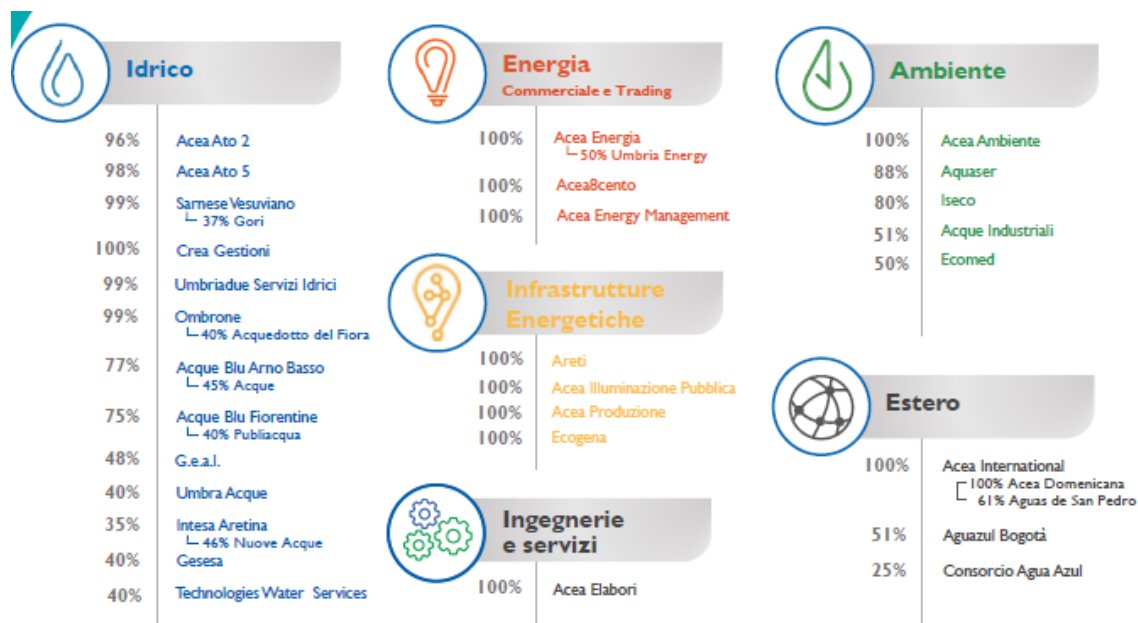 Idrico
96% Acea Ato 2
98% Acea Ato 5
99% Sarnese Vesuviano
37% Gori
100% Crea Gestioni
99% Umbriadue Servizi Idrici
99% Ombrone
40% Acquedotto del Fiora
77% Acque Blu Arno Basso
45% Acque
75% Acque Blu Fiorentine
40% Publiacqua
48% G.e.a.l.
40% Umbra Acque
35% Intesa Aretina
46% Nuove Acque
40% Gesesa
40% Technologies Water Services
Energia
Commerciale e Trading
100% Acea Energia
50% Umbria Energy
100% Acea8cento
100% Acea Energy Management
Infrastrutture
Energetiche
100% Areti
100% Acea Illuminazione Pubblica
100% Acea Produzione
100% Ecogena
Ingegnerie
e servizi
100% Acea Elabori
Ambiente
100% Acea Ambiente
88% Aquaser
80% Iseco
51% Acque Industriali
50% Ecomed
Estero
100% Acea International
100% Acea Domenicana
61% Aguas de San Pedro
51% Aguazul Bogotà
25% Consorcio Agua Azul